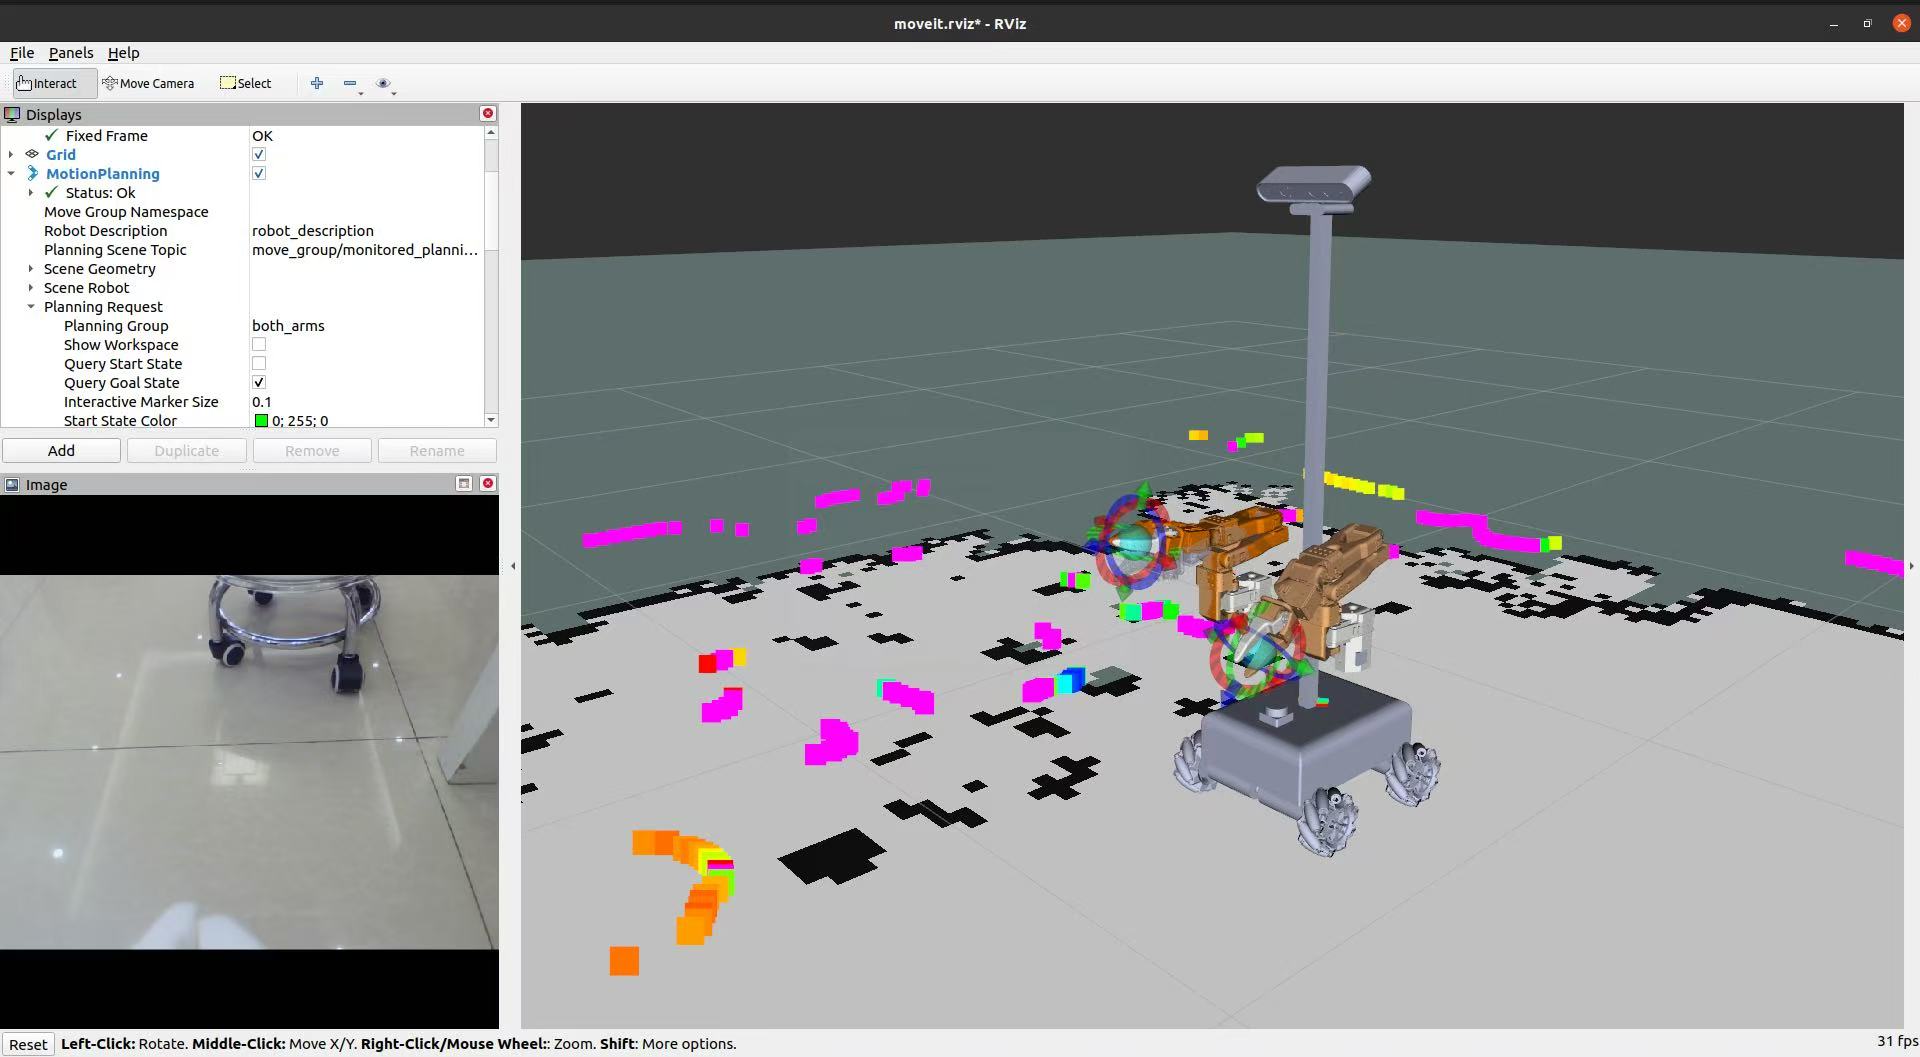 moveit.rviz* - RViz
File Panels Help
Interact Move Camera Select
Displays
Fixed Frame OK
Grid
MotionPlanning
Status: Ok
Move Group Namespace
Robot Description robot_description
Planning Scene Topic move_group/monitored_planni...
Scene Geometry
Scene Robot
Planning Request
Planning Group both_arms
Show Workspace
Query Start State
Query Goal State
Interactive Marker Size 0.1
Start State Color 0; 255; 0
Add Duplicate Remove Rename
Image
Reset Left-Click: Rotate. Middle-Click: Move X/Y. Right-Click/Mouse Wheel:: Zoom. Shift: More options. 31 fps